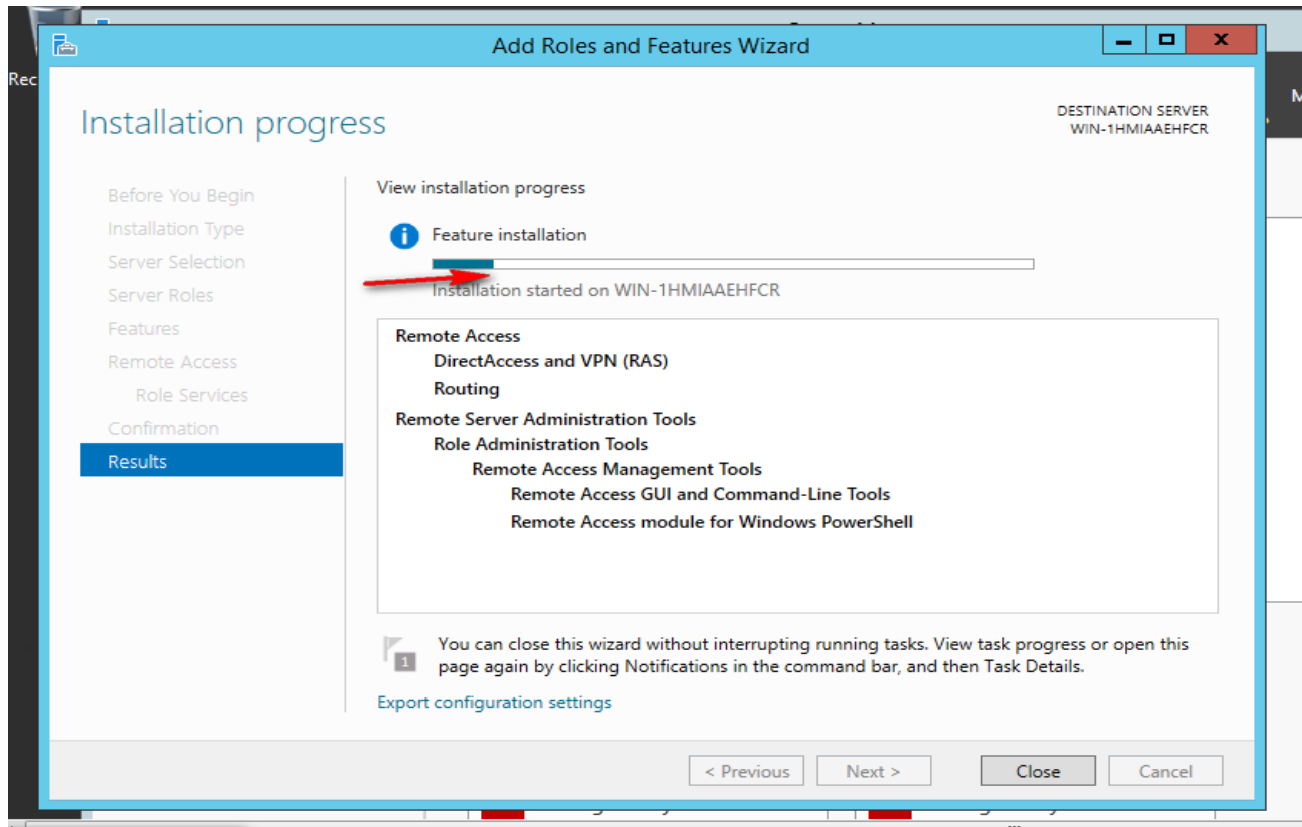 Add Roles and Features Wizard
Rec
M
Installation progress
DESTINATION SERVER
WIN-1HMIAAEHFCR
Before You Begin
Installation Type
Server Selection
Server Roles
Features
Remote Access
Role Services
Confirmation
Results
View installation progress
Feature installation
Installation started on WIN-1HMIAAEHFCR
Remote Access
DirectAccess and VPN (RAS)
Routing
Remote Server Administration Tools
Role Administration Tools
Remote Access Management Tools
Remote Access GUI and Command-Line Tools
Remote Access module for Windows PowerShell
1
You can close this wizard without interrupting running tasks. View task progress or open this
page again by clicking Notifications in the command bar, and then Task Details.
Export configuration settings
< Previous
Next >
Close
Cancel